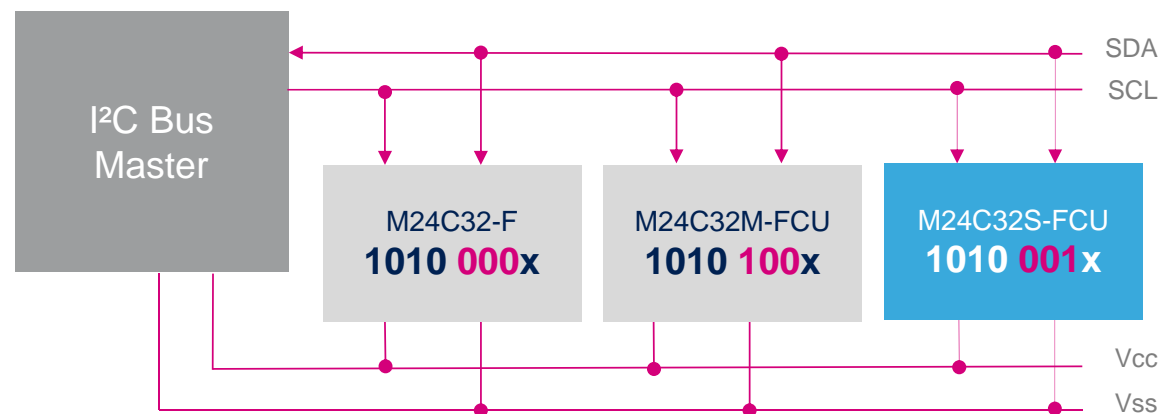 SDA
SCL
I²C Bus
Master
M24C32-F
1010 000x
M24C32M-FCU
1010 100x
M24C32S-FCU
1010 001x
Vcc
Vss